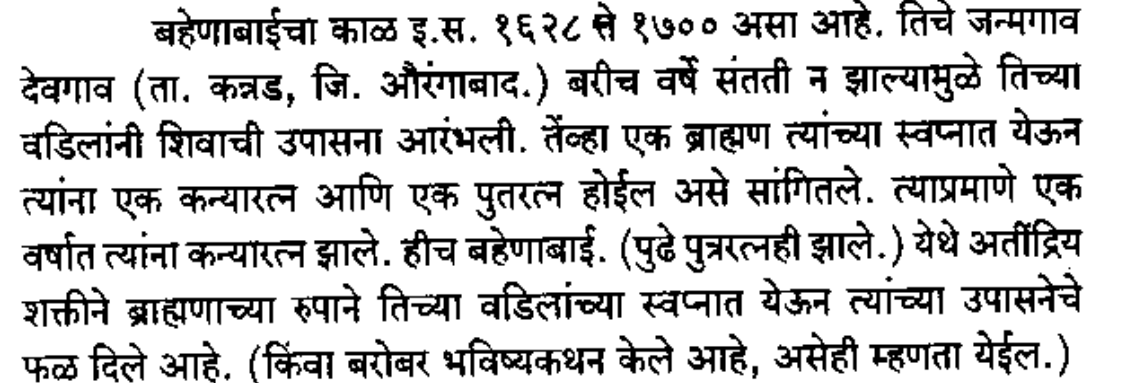 बहेणाबाईचा काळ इ.स. १६२८ ते १७०० असा आहे. तिचे जन्मगाव
देवगाव (ता. कन्नड, जि. औरंगाबाद.) बरीच वर्षे संतती न झाल्यामुळे तिच्या
वडिलांनी शिवाची उपासना आरंभली. तेंव्हा एक ब्राह्मण त्यांच्या स्वप्नात येऊन
त्यांना एक कन्यारत्न आणि एक पुतरत्न होईल असे सांगितले. त्याप्रमाणे एक
वर्षात त्यांना कन्यारत्न झाले. हीच बहेणाबाई. (पुढे पुत्ररत्नही झाले.) येथे अतींद्रिय
शक्तीने ब्राह्मणाच्या रुपाने तिच्या वडिलांच्या स्वप्नात येऊन त्यांच्या उपासनेचे
फळ दिले आहे. (किंवा बरोबर भविष्यकथन केले आहे, असेही म्हणता येईल.)